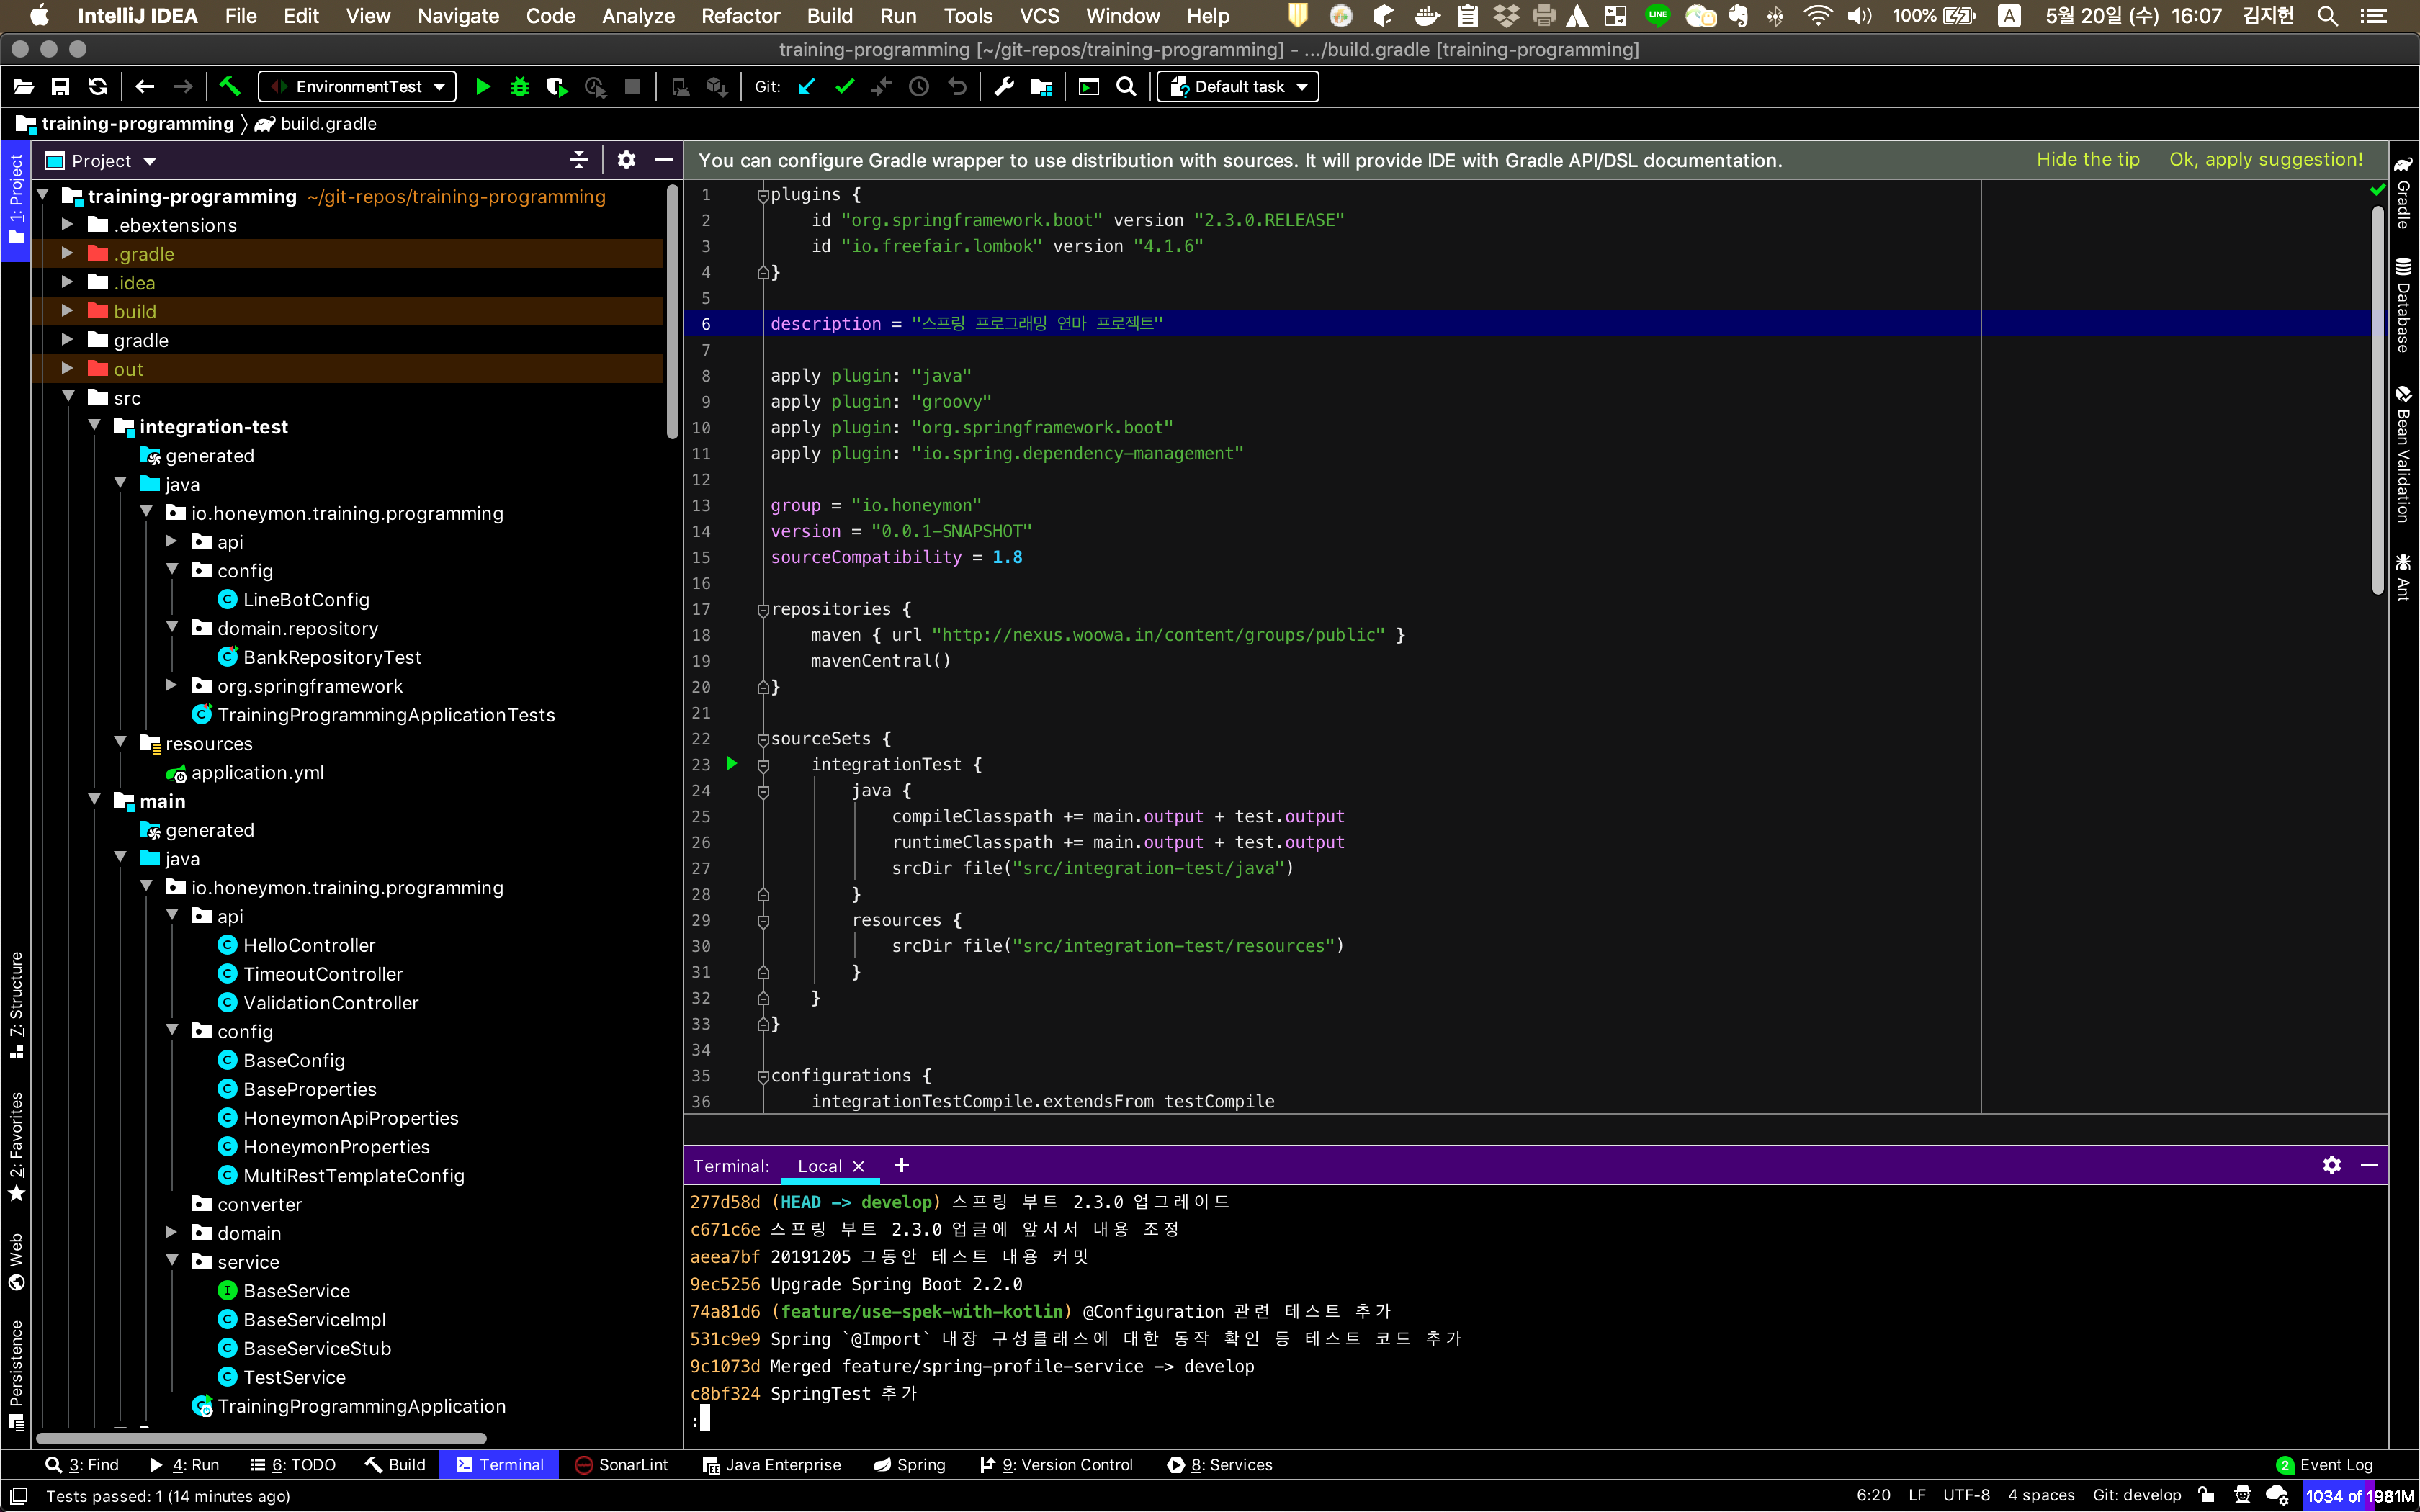 IntelliJ IDEA File Edit View Navigate Code Analyze Refactor Build Run Tools VCS Window Help LINE 100% A 5월 20일 (수) 16:07 김지헌
training-programming [~/git-repos/training-programming] - .../build.gradle [training-programming]
EnvironmentTest Git: Default task
training-programming build.gradle
1: Project
7: Structure
2: Favorites
Web
Persistence
Project
training-programming ~/git-repos/training-programming
.ebextensions
.gradle
.idea
build
gradle
out
src
integration-test
generated
java
io.honeymon.training.programming
api
config
LineBotConfig
domain.repository
BankRepositoryTest
org.springframework
TrainingProgrammingApplicationTests
resources
application.yml
main
generated
java
io.honeymon.training.programming
api
HelloController
TimeoutController
ValidationController
config
BaseConfig
BaseProperties
HoneymonApiProperties
HoneymonProperties
MultiRestTemplateConfig
converter
domain
service
BaseService
BaseServiceImpl
BaseServiceStub
TestService
TrainingProgrammingApplication
You can configure Gradle wrapper to use distribution with sources. It will provide IDE with Gradle API/DSL documentation. Hide the tip Ok, apply suggestion!
1 plugins {
2 id "org.springframework.boot" version "2.3.0.RELEASE"
3 id "io.freefair.lombok" version "4.1.6"
4 }
5
6 description = "스프링 프로그래밍 연마 프로젝트"
7
8 apply plugin: "java"
9 apply plugin: "groovy"
10 apply plugin: "org.springframework.boot"
11 apply plugin: "io.spring.dependency-management"
12
13 group = "io.honeymon"
14 version = "0.0.1-SNAPSHOT"
15 sourceCompatibility = 1.8
16
17 repositories {
18 maven { url "http://nexus.woowa.in/content/groups/public" }
19 mavenCentral()
20 }
21
22 sourceSets {
23 integrationTest {
24 java {
25 compileClasspath += main.output + test.output
26 runtimeClasspath += main.output + test.output
27 srcDir file("src/integration-test/java")
28 }
29 resources {
30 srcDir file("src/integration-test/resources")
31 }
32 }
33 }
34
35 configurations {
36 integrationTestCompile.extendsFrom testCompile
Gradle
Database
Bean Validation
Ant
Terminal: Local × +
277d58d (HEAD -> develop) 스프링 부트 2.3.0 업그레이드
c671c6e 스프링 부트 2.3.0 업글에 앞서서 내용 조정
aeea7bf 20191205 그동안 테스트 내용 커밋
9ec5256 Upgrade Spring Boot 2.2.0
74a81d6 (feature/use-spek-with-kotlin) @Configuration 관련 테스트 추가
531c9e9 Spring `@Import` 내장 구성클래스에 대한 동작 확인 등 테스트 코드 추가
9c1073d Merged feature/spring-profile-service -> develop
c8bf324 SpringTest 추가
:
3: Find 4: Run 6: TODO Build Terminal SonarLint Java Enterprise Spring 9: Version Control 8: Services 2 Event Log
Tests passed: 1 (14 minutes ago) 6:20 LF UTF-8 4 spaces Git: develop 1034 of 1981M